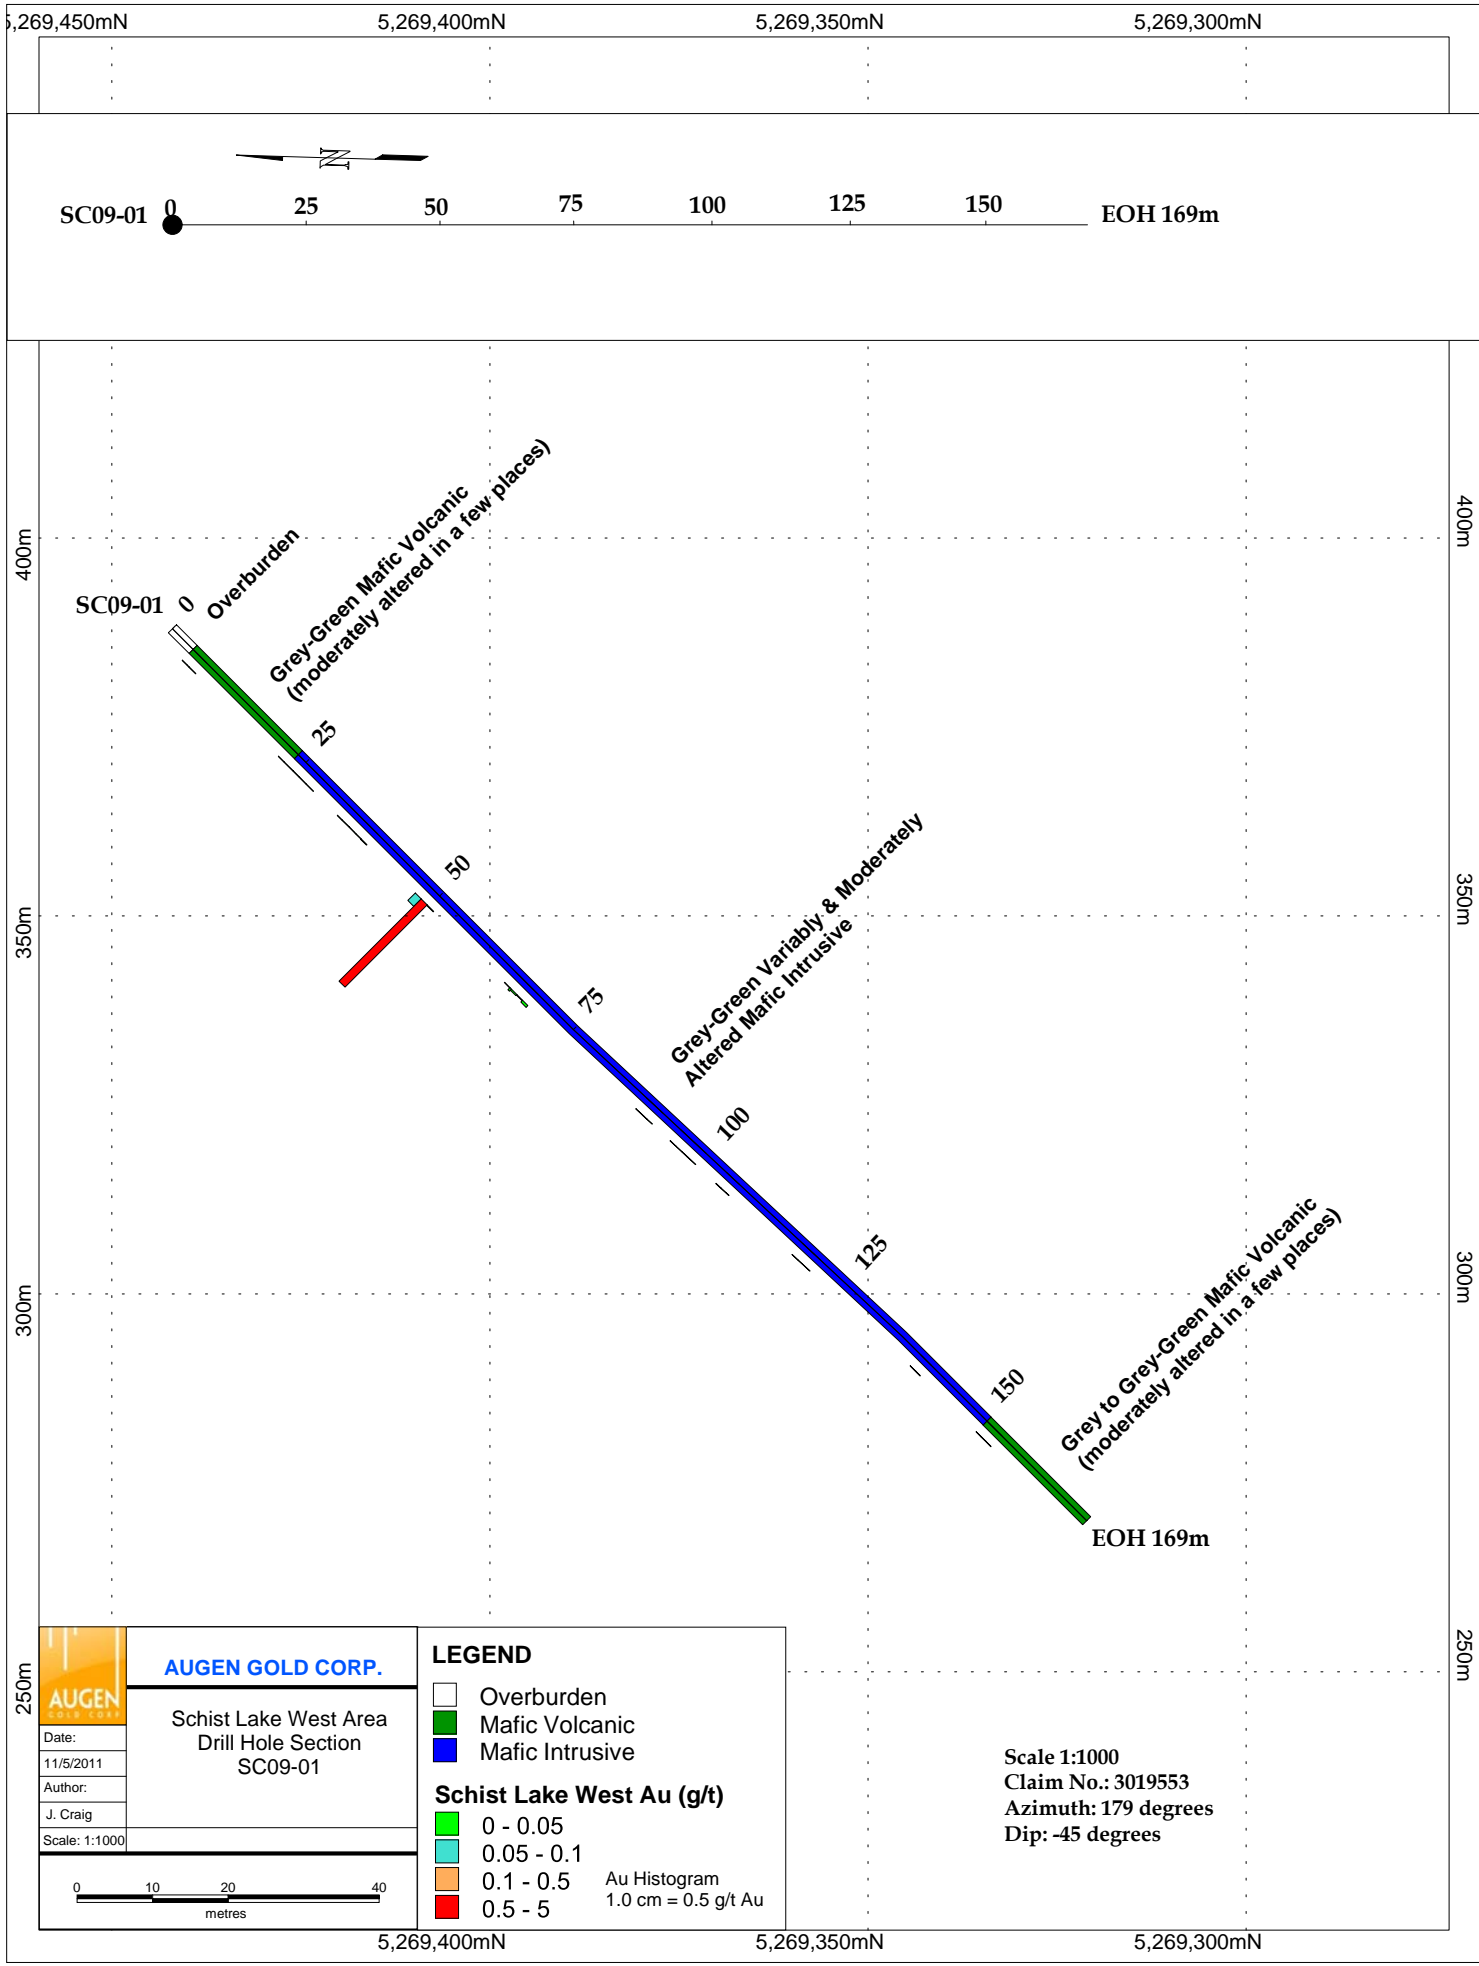 5,269,450mN 5,269,400mN 5,269,350mN 5,269,300mN
N
SC09-01 0 25 50 75 100 125 150 EOH 169m
400m 400m
SC09-01 0
Overburden
Grey-Green Mafic Volcanic
(moderately altered in a few places)
25
50
350m 350m
75
Grey-Green Variably & Moderately
Altered Mafic Intrusive
100
125
300m 300m
150
Grey to Grey-Green Mafic Volcanic
(moderately altered in a few places)
EOH 169m
250m 250m
AUGEN
GOLD CORP
AUGEN GOLD CORP.
Schist Lake West Area
Drill Hole Section
SC09-01
Date:
11/5/2011
Author:
J. Craig
Scale: 1:1000
0 10 20 40
metres
LEGEND
Overburden
Mafic Volcanic
Mafic Intrusive
Schist Lake West Au (g/t)
0 - 0.05
0.05 - 0.1
0.1 - 0.5
0.5 - 5
Au Histogram
1.0 cm = 0.5 g/t Au
Scale 1:1000
Claim No.: 3019553
Azimuth: 179 degrees
Dip: -45 degrees
5,269,400mN 5,269,350mN 5,269,300mN